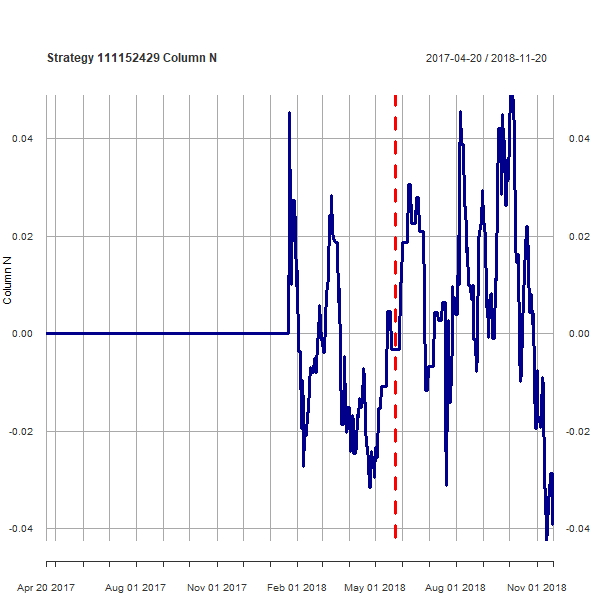 Strategy 111152429 Column N 2017-04-20 / 2018-11-20
0.04 0.04
0.02 0.02
0.00 0.00
-0.02 -0.02
-0.04 -0.04
Column N
Apr 20 2017 Aug 01 2017 Nov 01 2017 Feb 01 2018 May 01 2018 Aug 01 2018 Nov 01 2018